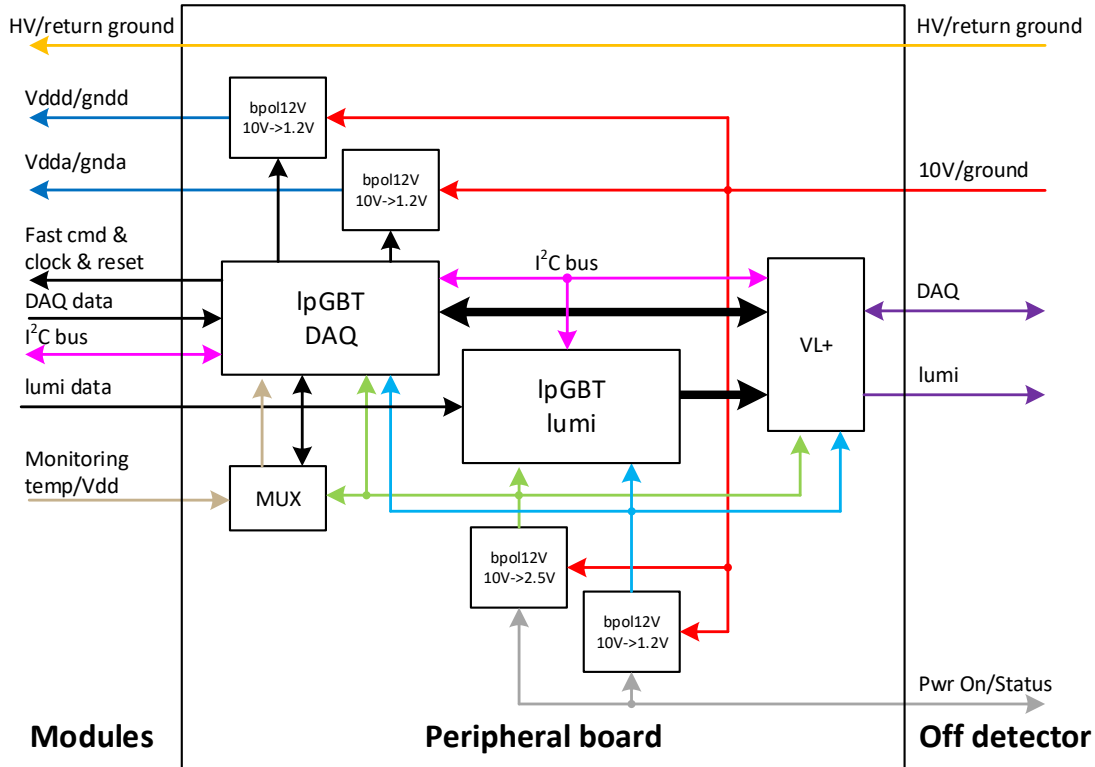 HV/return ground
HV/return ground
Vddd/gndd
bpol12V
10V->1.2V
Vdda/gnda
bpol12V
10V->1.2V
10V/ground
Fast cmd &
clock & reset
DAQ data
I²C bus
lumi data
lpGBT
DAQ
I²C bus
lpGBT
lumi
VL+
DAQ
lumi
Monitoring
temp/Vdd
MUX
bpol12V
10V->2.5V
bpol12V
10V->1.2V
Pwr On/Status
Modules
Peripheral board
Off detector